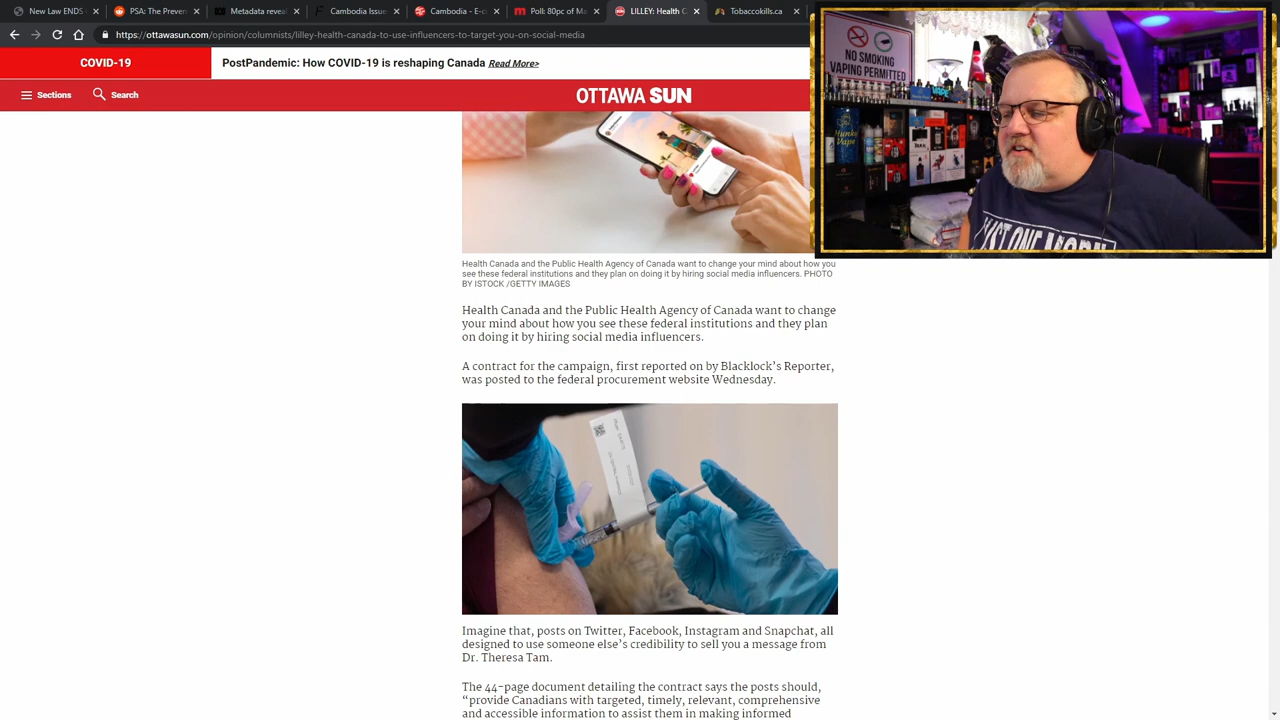 New Law ENDS
PSA: The Preven
Metadata reveal
Cambodia Issue
Cambodia - E-c
Poll: 80pc of Ma
LILLEY: Health C
Tobaccokills.ca
https://ottawasun.com/opinion/
ey-health-canada-to-use-influencers-to-target-you-on-social-media
COVID-19
PostPandemic: How COVID-19 is reshaping Canada Read More>
Sections
Search
OTTAWA SUN
NO SMOKING
VAPING PERMITTED
VAPE
Hunky
Vape
JUST ONE MORE
Health Canada and the Public Health Agency of Canada want to change your mind about how you
see these federal institutions and they plan on doing it by hiring social media influencers. PHOTO
BY ISTOCK /GETTY IMAGES
Health Canada and the Public Health Agency of Canada want to change
your mind about how you see these federal institutions and they plan
on doing it by hiring social media influencers.
A contract for the campaign, first reported on by Blacklock’s Reporter,
was posted to the federal procurement website Wednesday.
Imagine that, posts on Twitter, Facebook, Instagram and Snapchat, all
designed to use someone else’s credibility to sell you a message from
Dr. Theresa Tam.
The 44-page document detailing the contract says the posts should,
“provide Canadians with targeted, timely, relevant, comprehensive
and accessible information to assist them in making informed